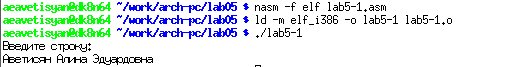 aeavetisyan@dk8n64 ~/work/arch-pc/lab05 $ nasm -f elf lab5-1.asm
aeavetisyan@dk8n64 ~/work/arch-pc/lab05 $ ld -m elf_i386 -o lab5-1 lab5-1.o
aeavetisyan@dk8n64 ~/work/arch-pc/lab05 $ ./lab5-1
Введите строку:
Аветисян Алина Эдуардовна